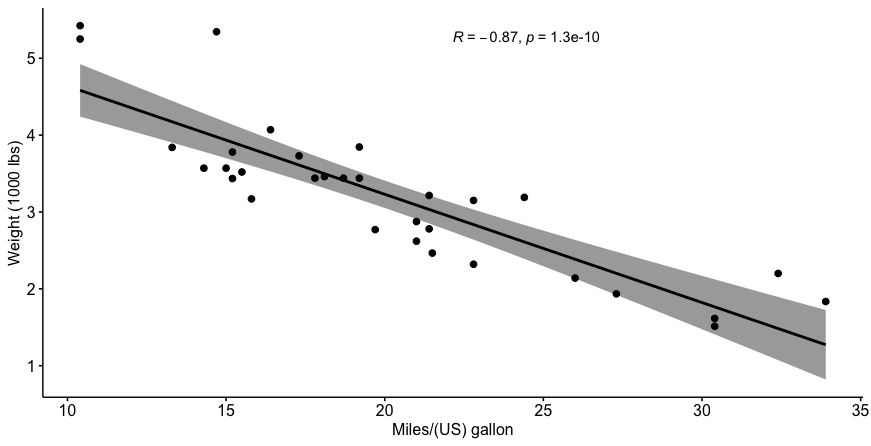 R = −0.87, p = 1.3e-10
Weight (1000 lbs)
5
4
3
2
1
10 15 20 25 30 35
Miles/(US) gallon